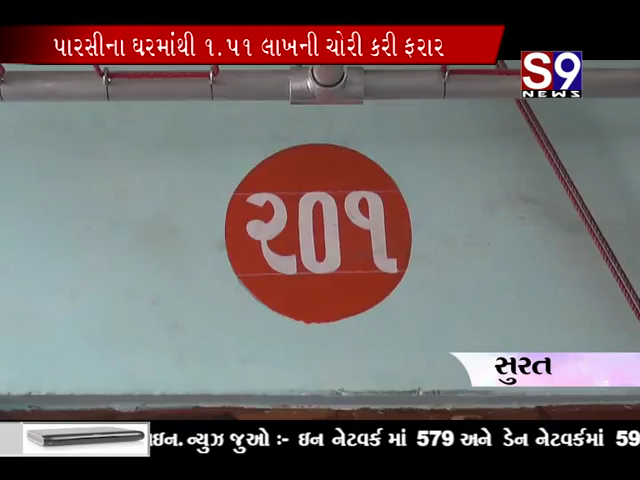 પારસીના ઘરમાંથી ૧.૫૧ લાખની ચોરી કરી ફરાર
S9
NEWS
૨૦૧
સુરત
ાઇન. ન્યુઝ જુઓ :- ઇન નેટવર્ક માં 579 અને ડેન નેટવર્કમાં 59